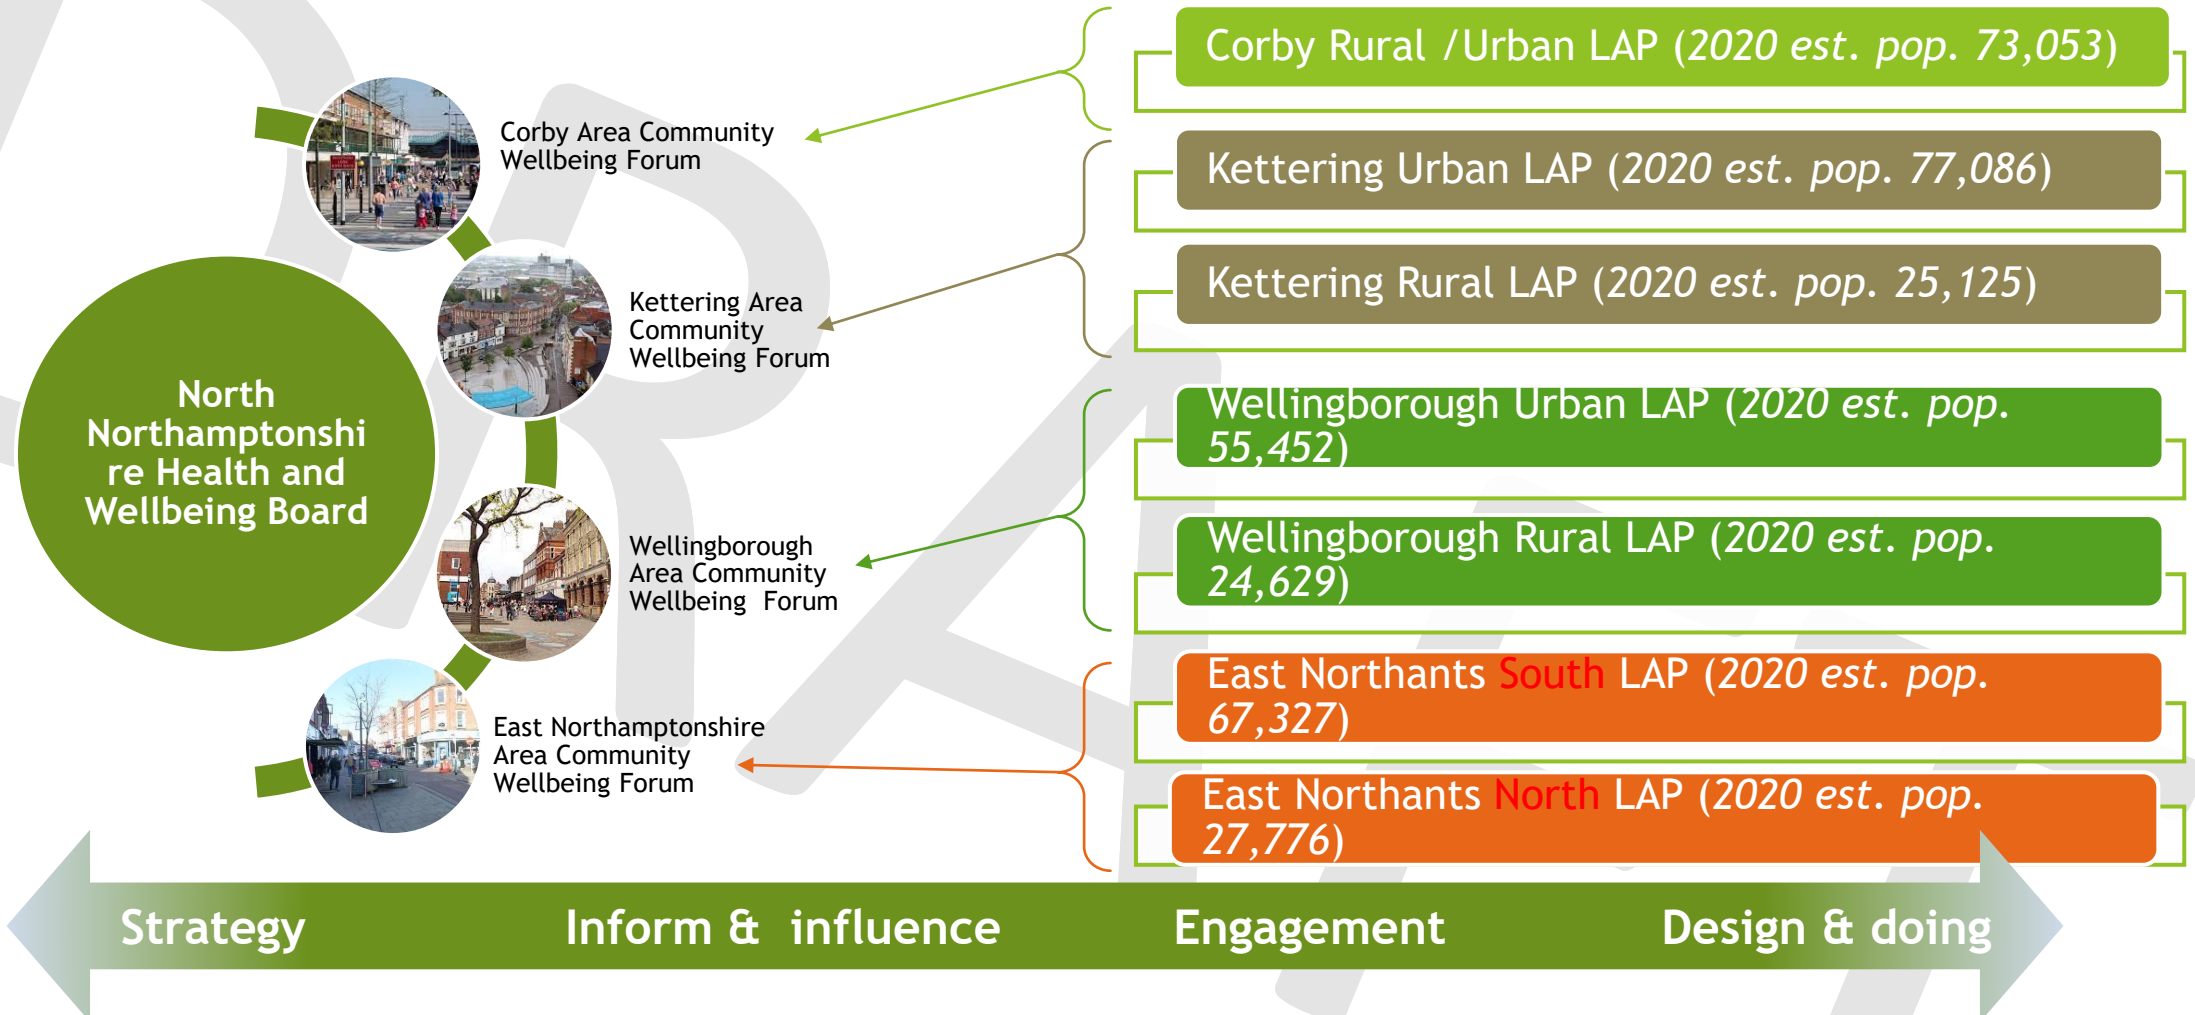 Corby Rural /Urban LAP (2020 est. pop. 73,053)
Corby Area Community
Wellbeing Forum
Kettering Urban LAP (2020 est. pop. 77,086)
Kettering Rural LAP (2020 est. pop. 25,125)
Kettering Area
Community
Wellbeing Forum
North
Northamptonshi
re Health and
Wellbeing Board
Wellingborough Urban LAP (2020 est. pop.
55,452)
Wellingborough Rural LAP (2020 est. pop.
24,629)
Wellingborough
Area Community
Wellbeing  Forum
East Northants South LAP (2020 est. pop.
67,327)
East Northamptonshire
Area Community
Wellbeing Forum
East Northants North LAP (2020 est. pop.
27,776)
Strategy
Inform &  influence
Engagement
Design & doing
DRAFT